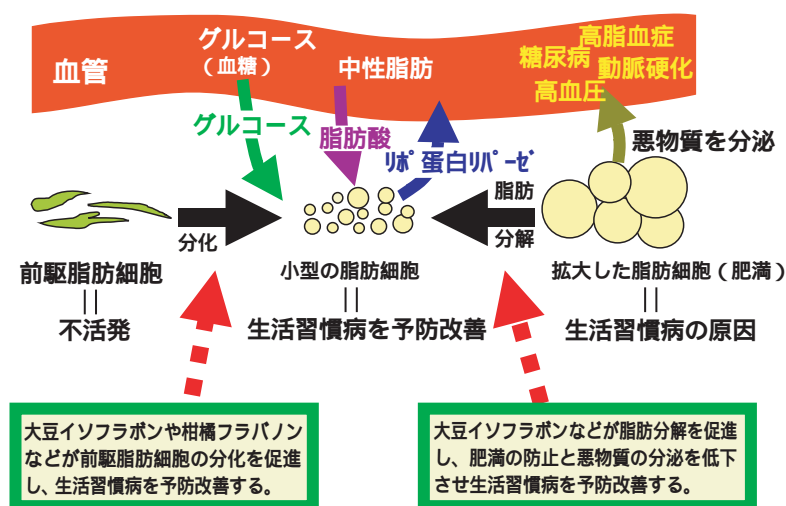 血管
グルコース
（血糖）
中性脂肪
高脂血症
糖尿病
動脈硬化
高血圧
グルコース
脂肪酸
ﾘﾎﾟ蛋白ﾘﾊﾟｰｾﾞ
悪物質を分泌
分化
脂肪
分解
前駆脂肪細胞
||
不活発
小型の脂肪細胞
||
生活習慣病を予防改善
拡大した脂肪細胞（肥満）
||
生活習慣病の原因
大豆イソフラボンや柑橘フラバノン
などが前駆脂肪細胞の分化を促進
し、生活習慣病を予防改善する。
大豆イソフラボンなどが脂肪分解を促進
し、肥満の防止と悪物質の分泌を低下
させ生活習慣病を予防改善する。